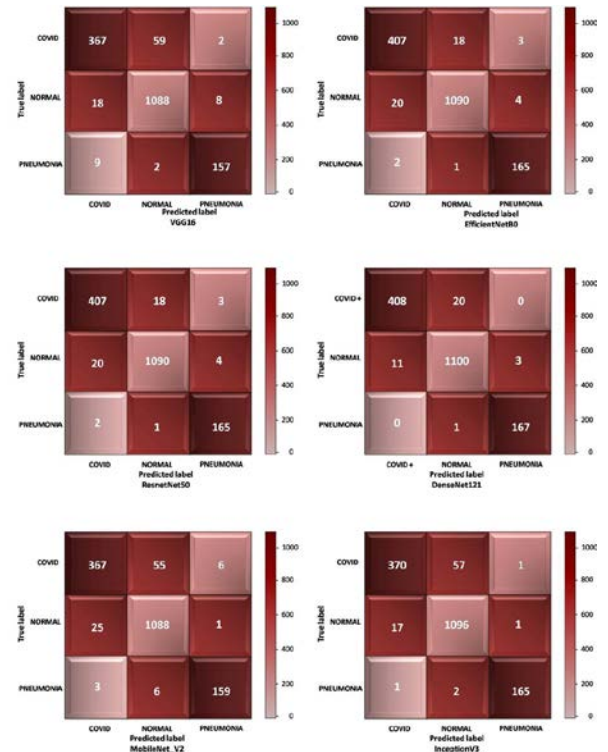 COVID 367 59 2
NORMAL 18 1088 8
PNEUMONIA 9 2 157
True label
COVID NORMAL PNEUMONIA
Predicted label
VGG16
1000
800
600
400
200
0
COVID 407 18 3
NORMAL 20 1090 4
PNEUMONIA 2 1 165
True label
COVID NORMAL PNEUMONIA
Predicted label
EfficientNetB0
1000
800
600
400
200
0
COVID 407 18 3
NORMAL 20 1090 4
PNEUMONIA 2 1 165
True label
COVID NORMAL PNEUMONIA
Predicted label
ResnetNet50
1000
800
600
400
200
0
COVID+ 408 20 0
NORMAL 11 1100 3
PNEUMONIA 0 1 167
True label
COVID+ NORMAL PNEUMONIA
Predicted label
DenseNet121
1000
800
600
400
200
0
COVID 367 55 6
NORMAL 25 1088 1
PNEUMONIA 3 6 159
True label
COVID NORMAL PNEUMONIA
Predicted label
MobileNet_V2
1000
800
600
400
200
0
COVID 370 57 1
NORMAL 17 1096 1
PNEUMONIA 1 2 165
True label
COVID NORMAL PNEUMONIA
Predicted label
InceptionV3
1000
800
600
400
200
0